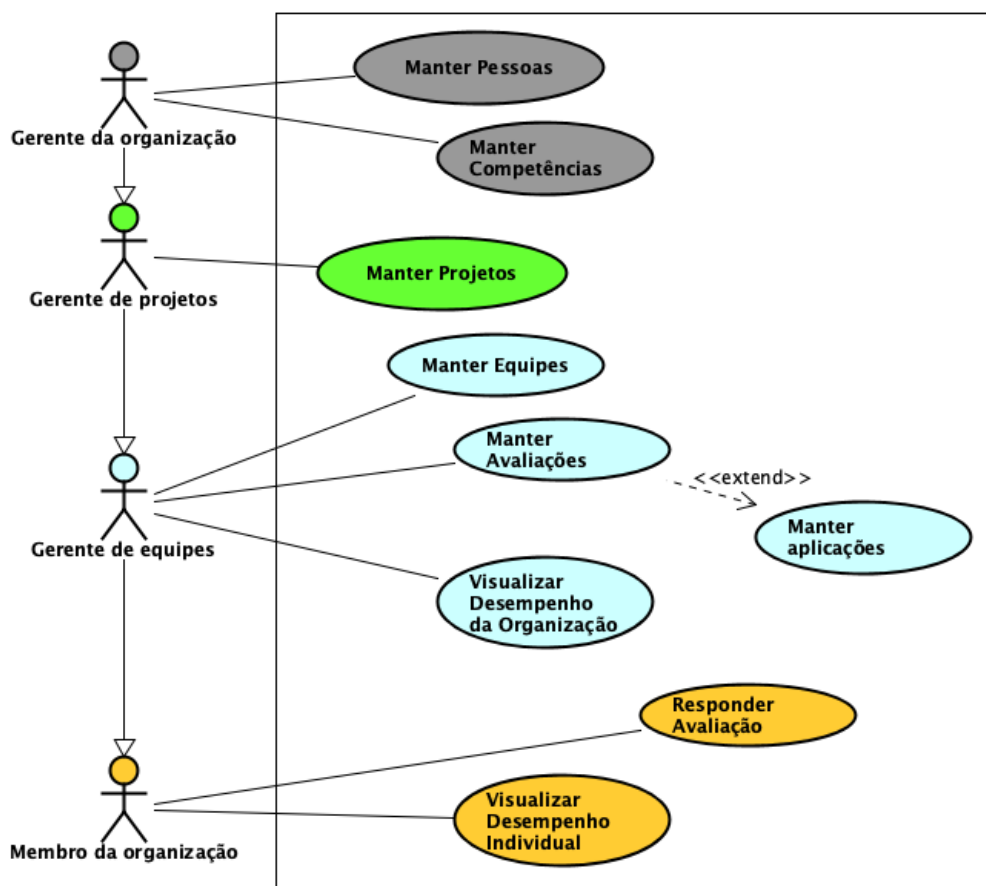 Manter Pessoas
Gerente da organização
Manter
Competências
Manter Projetos
Gerente de projetos
Manter Equipes
Manter
Avaliações
<<extend>>
Manter
aplicações
Gerente de equipes
Visualizar
Desempenho
da Organização
Responder
Avaliação
Visualizar
Desempenho
Individual
Membro da organização